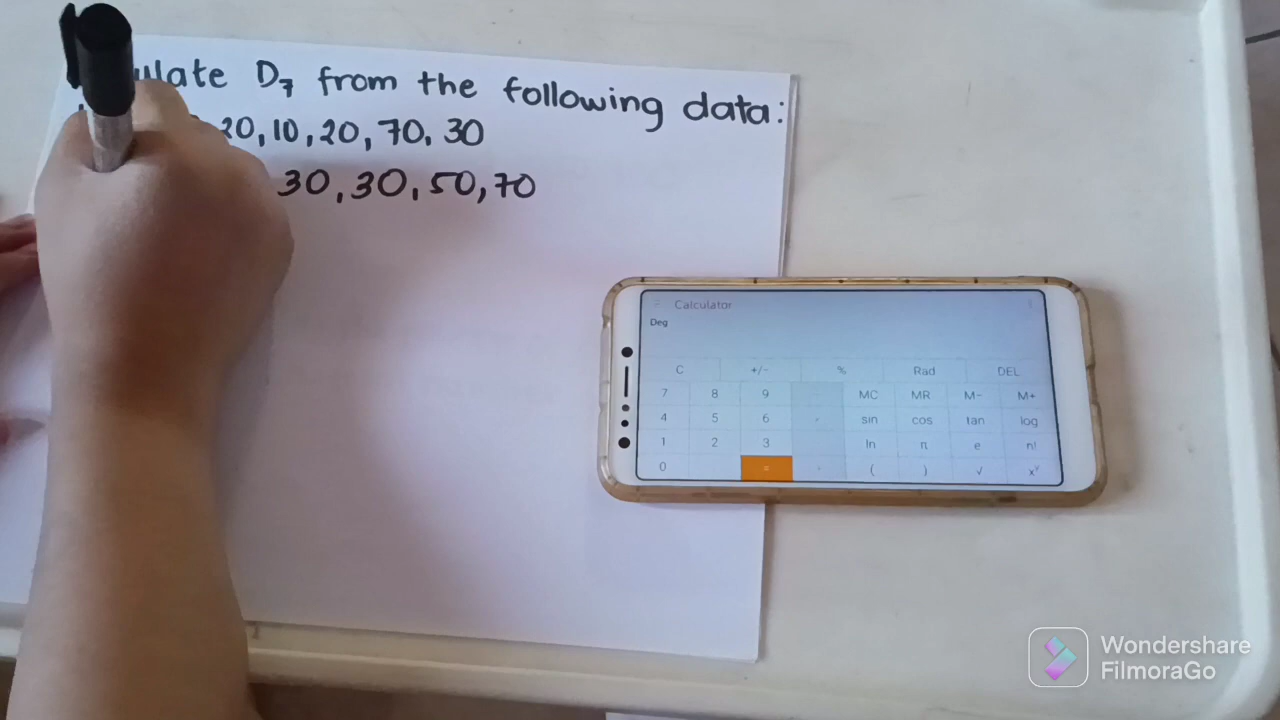 ulate D₇ from the following data:
20, 10, 20, 70, 30
30, 30, 50, 70
Calculator
Deg
C +/- % Rad DEL
7 8 9 MC MR M- M+
4 5 6 sin cos tan log
1 2 3 ln π e n!
0 = ( ) √ xʸ
Wondershare
FilmoraGo